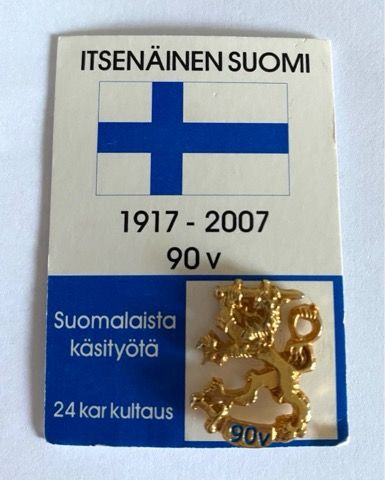 ITSENÄINEN SUOMI
1917 - 2007
90 v
Suomalaista
käsityötä
24 kar kultaus
90v